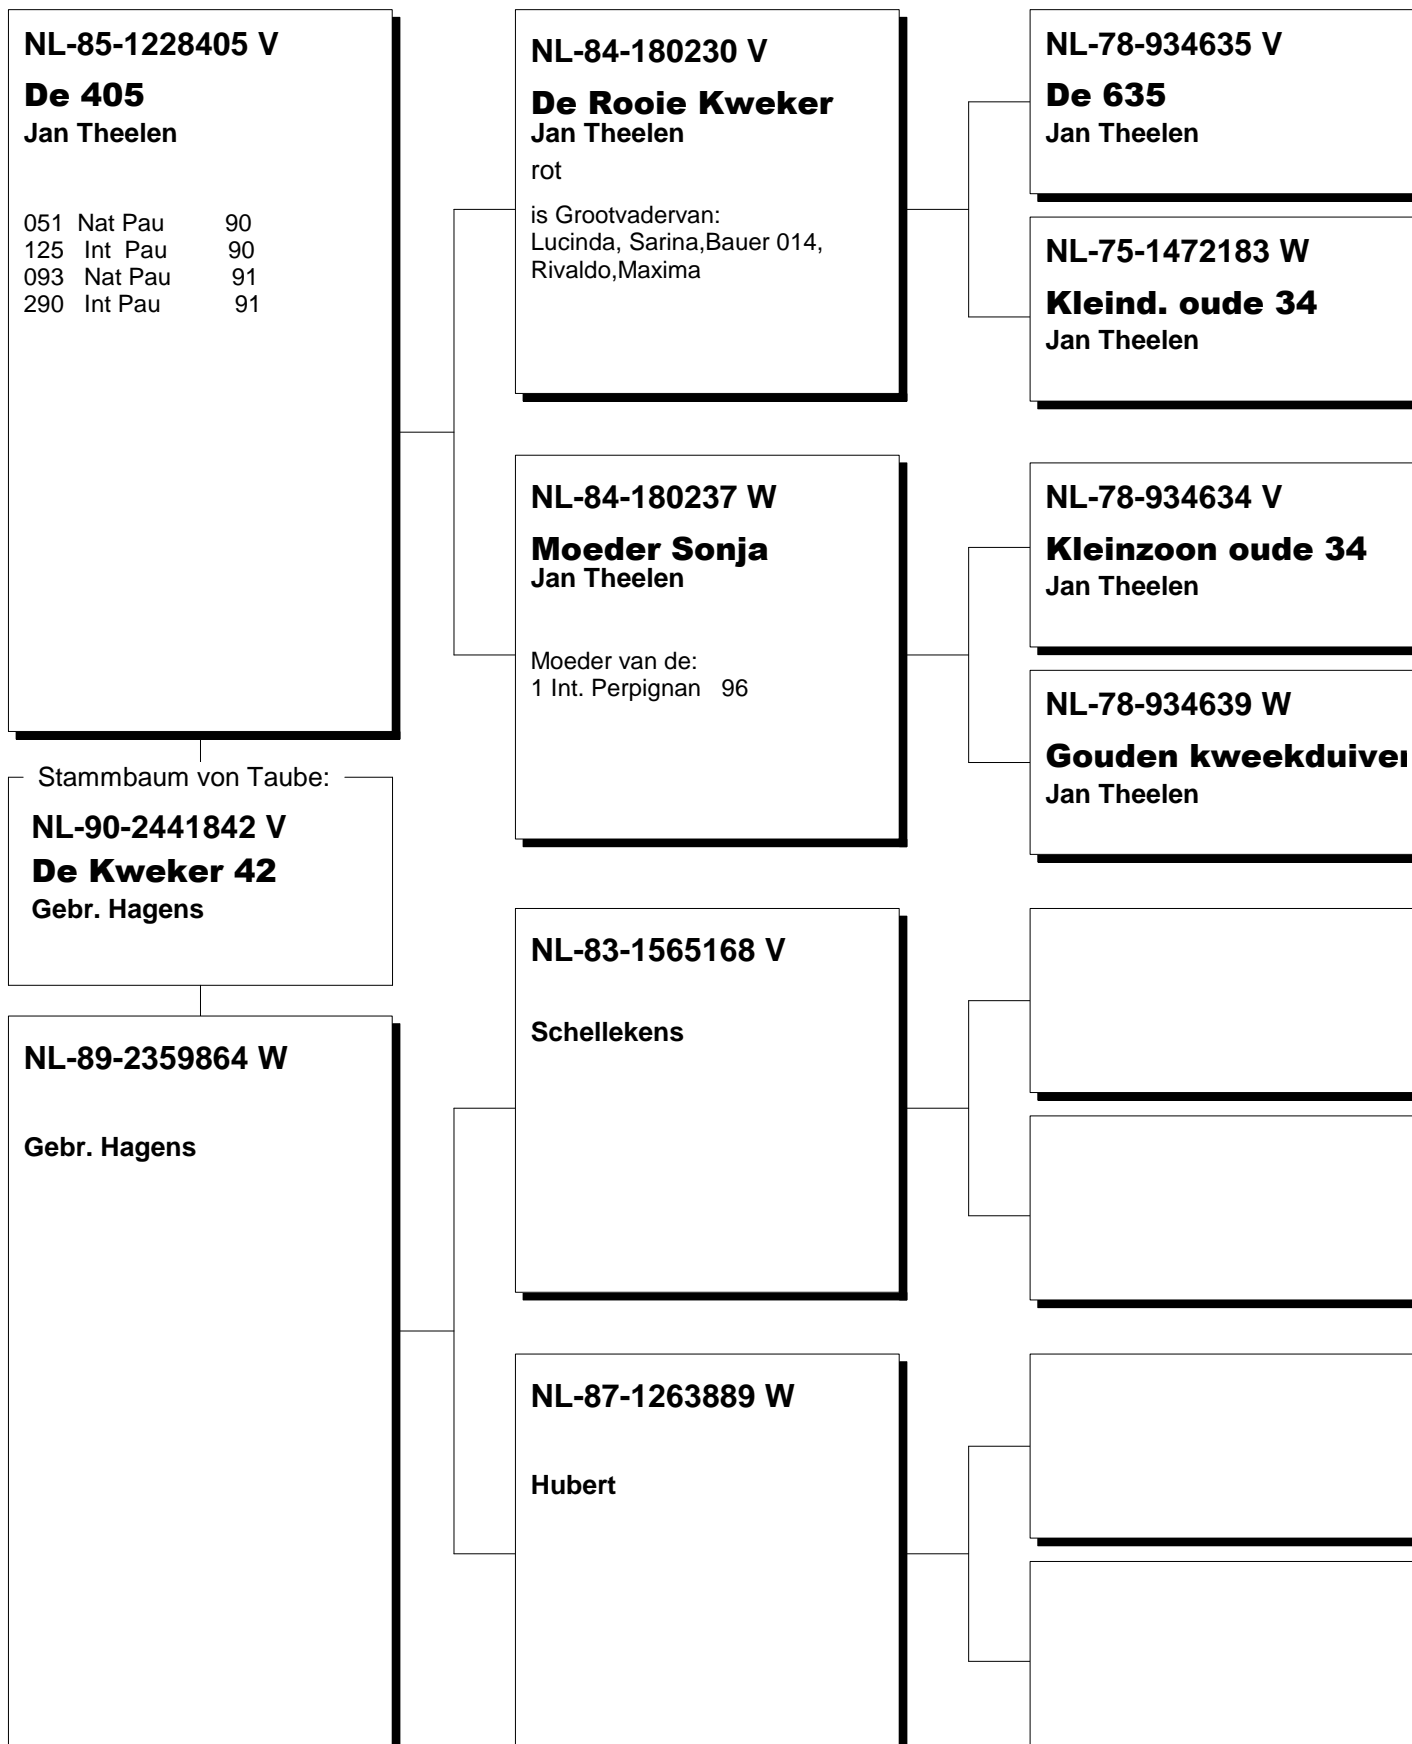 NL-85-1228405 V
De 405
Jan Theelen
051 Nat Pau 90
125 Int Pau 90
093 Nat Pau 91
290 Int Pau 91
NL-84-180230 V
De Rooie Kweker
Jan Theelen
rot
is Grootvadervan:
Lucinda, Sarina,Bauer 014,
Rivaldo,Maxima
NL-78-934635 V
De 635
Jan Theelen
NL-75-1472183 W
Kleind. oude 34
Jan Theelen
NL-84-180237 W
Moeder Sonja
Jan Theelen
Moeder van de:
1 Int. Perpignan 96
NL-78-934634 V
Kleinzoon oude 34
Jan Theelen
NL-78-934639 W
Gouden kweekduiven
Jan Theelen
Stammbaum von Taube:
NL-90-2441842 V
De Kweker 42
Gebr. Hagens
NL-89-2359864 W
Gebr. Hagens
NL-83-1565168 V
Schellekens
NL-87-1263889 W
Hubert